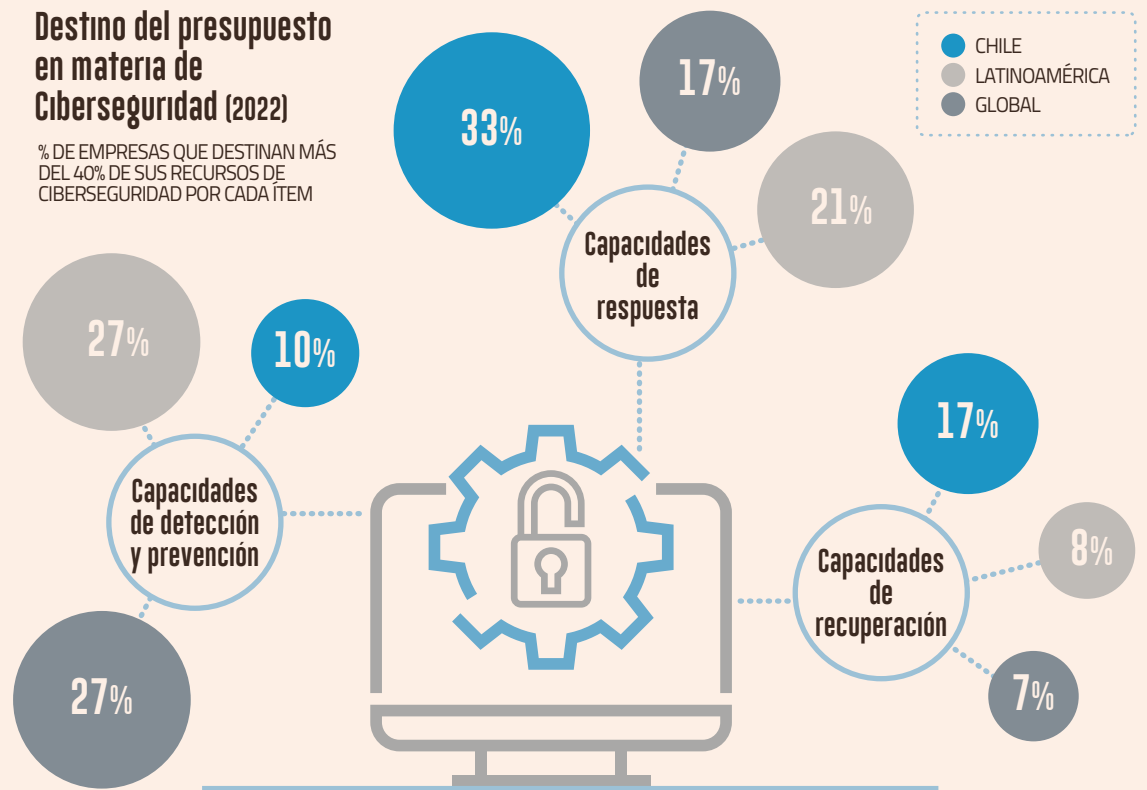 Destino del presupuesto
en materia de
Ciberseguridad (2022)
% DE EMPRESAS QUE DESTINAN MÁS
DEL 40% DE SUS RECURSOS DE
CIBERSEGURIDAD POR CADA ÍTEM
CHILE
LATINOAMÉRICA
GLOBAL
33%
17%
21%
Capacidades
de
respuesta
27%
10%
Capacidades
de detección
y prevención
27%
17%
8%
Capacidades
de
recuperación
7%